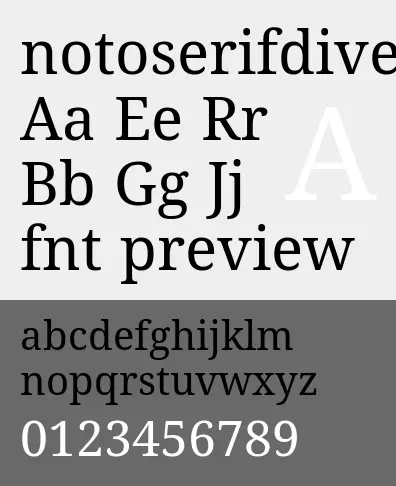 notoserifdive
Aa Ee Rr
A
Bb Gg Jj
fnt preview
abcdefghijklm
nopqrstuvwxyz
0123456789